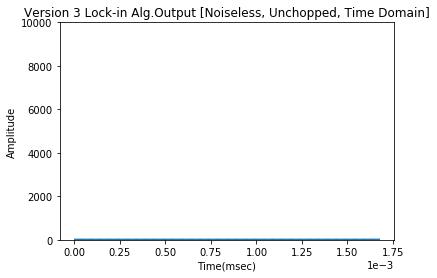 Version 3 Lock-in Alg.Output [Noiseless, Unchopped, Time Domain]
10000
8000
6000
4000
2000
0
Amplitude
0.00 0.25 0.50 0.75 1.00 1.25 1.50 1.75
1e−3
Time(msec)